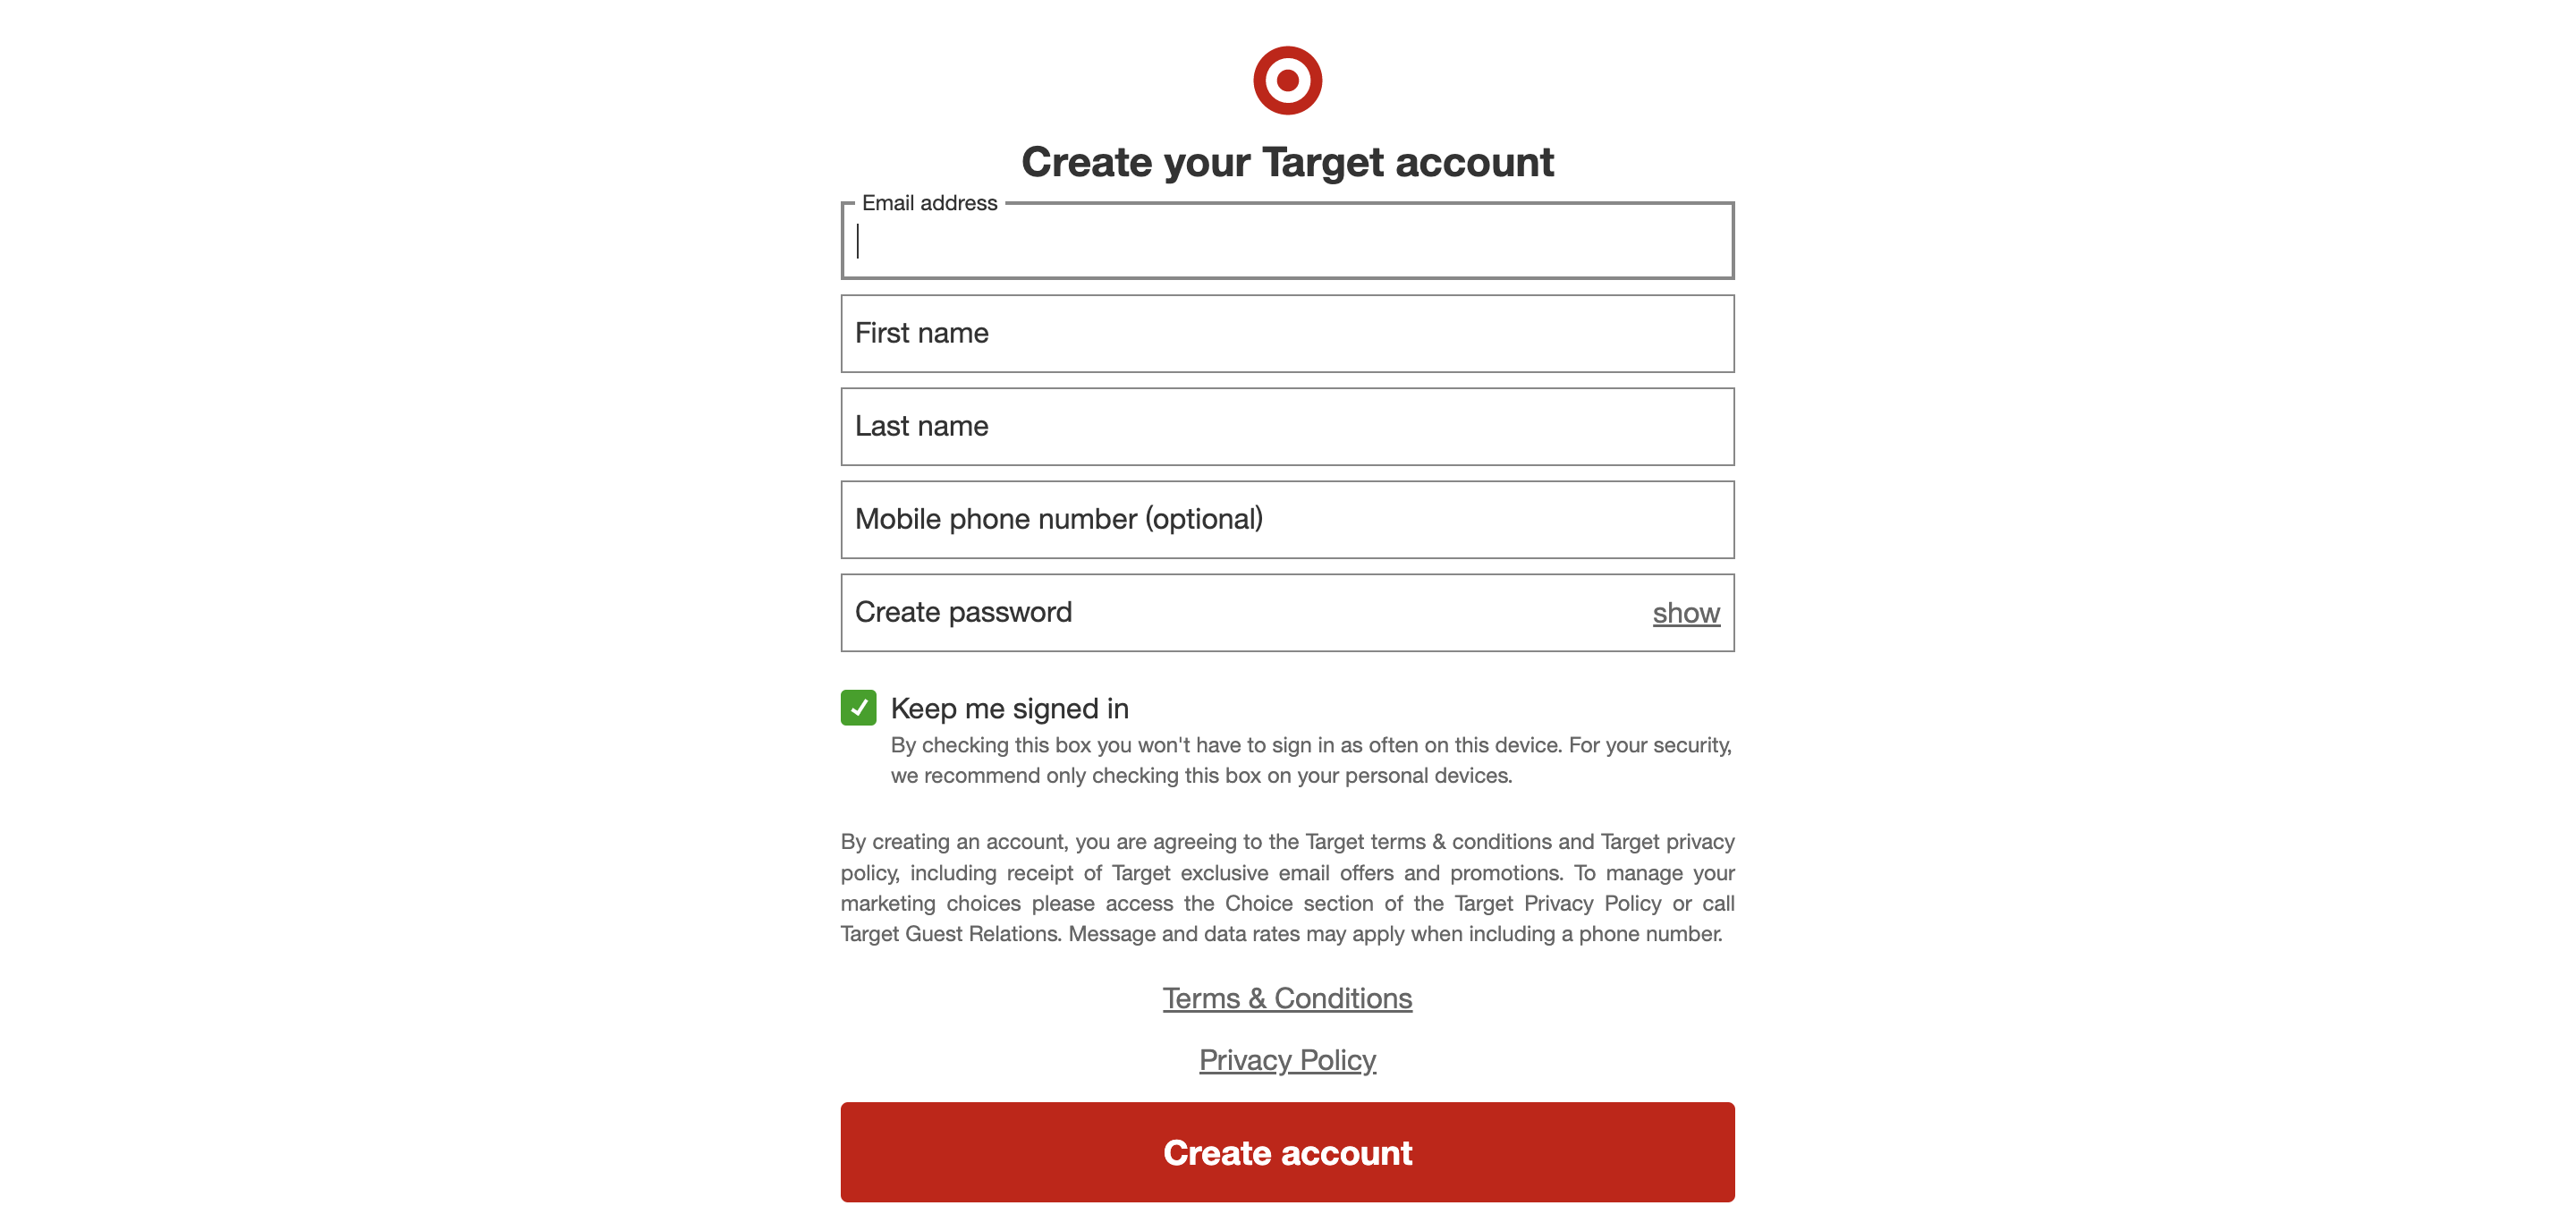 Create your Target account
Email address
First name
Last name
Mobile phone number (optional)
Create password
show
Keep me signed in
By checking this box you won't have to sign in as often on this device. For your security,
we recommend only checking this box on your personal devices.
By creating an account, you are agreeing to the Target terms & conditions and Target privacy
policy, including receipt of Target exclusive email offers and promotions. To manage your
marketing choices please access the Choice section of the Target Privacy Policy or call
Target Guest Relations. Message and data rates may apply when including a phone number.
Terms & Conditions
Privacy Policy
Create account